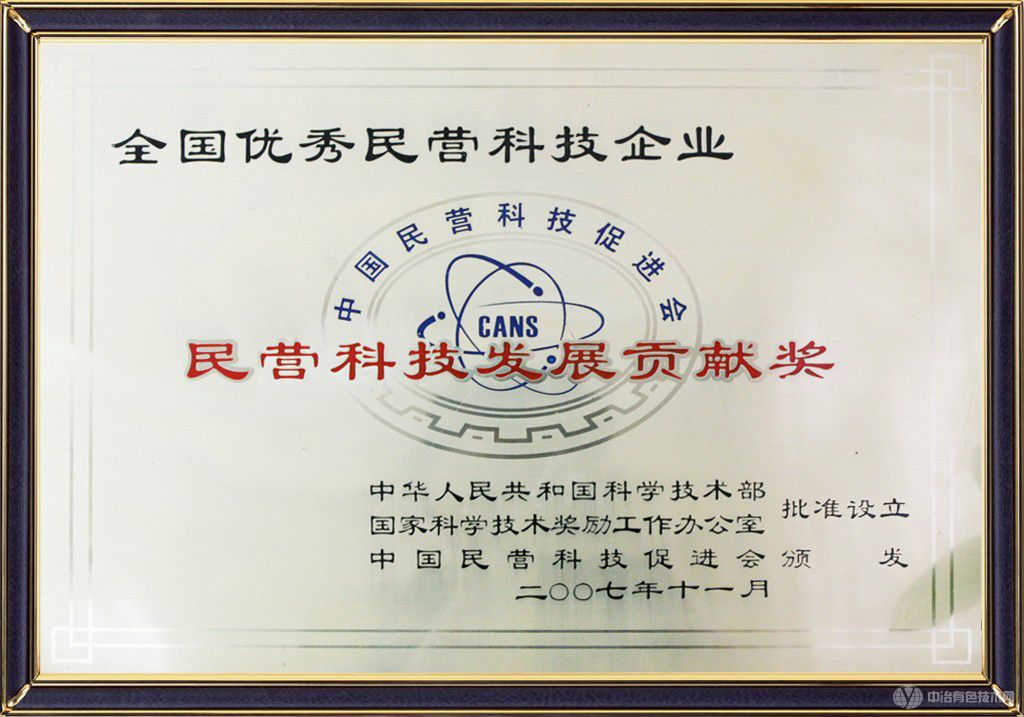 全国优秀民营科技企业
中国民营科技促进会
CANS
民营科技发展贡献奖
中华人民共和国科学技术部
国家科学技术奖励工作办公室
批准设立
中国民营科技促进会 颁发
二〇〇七年十一月
中冶有色技术网